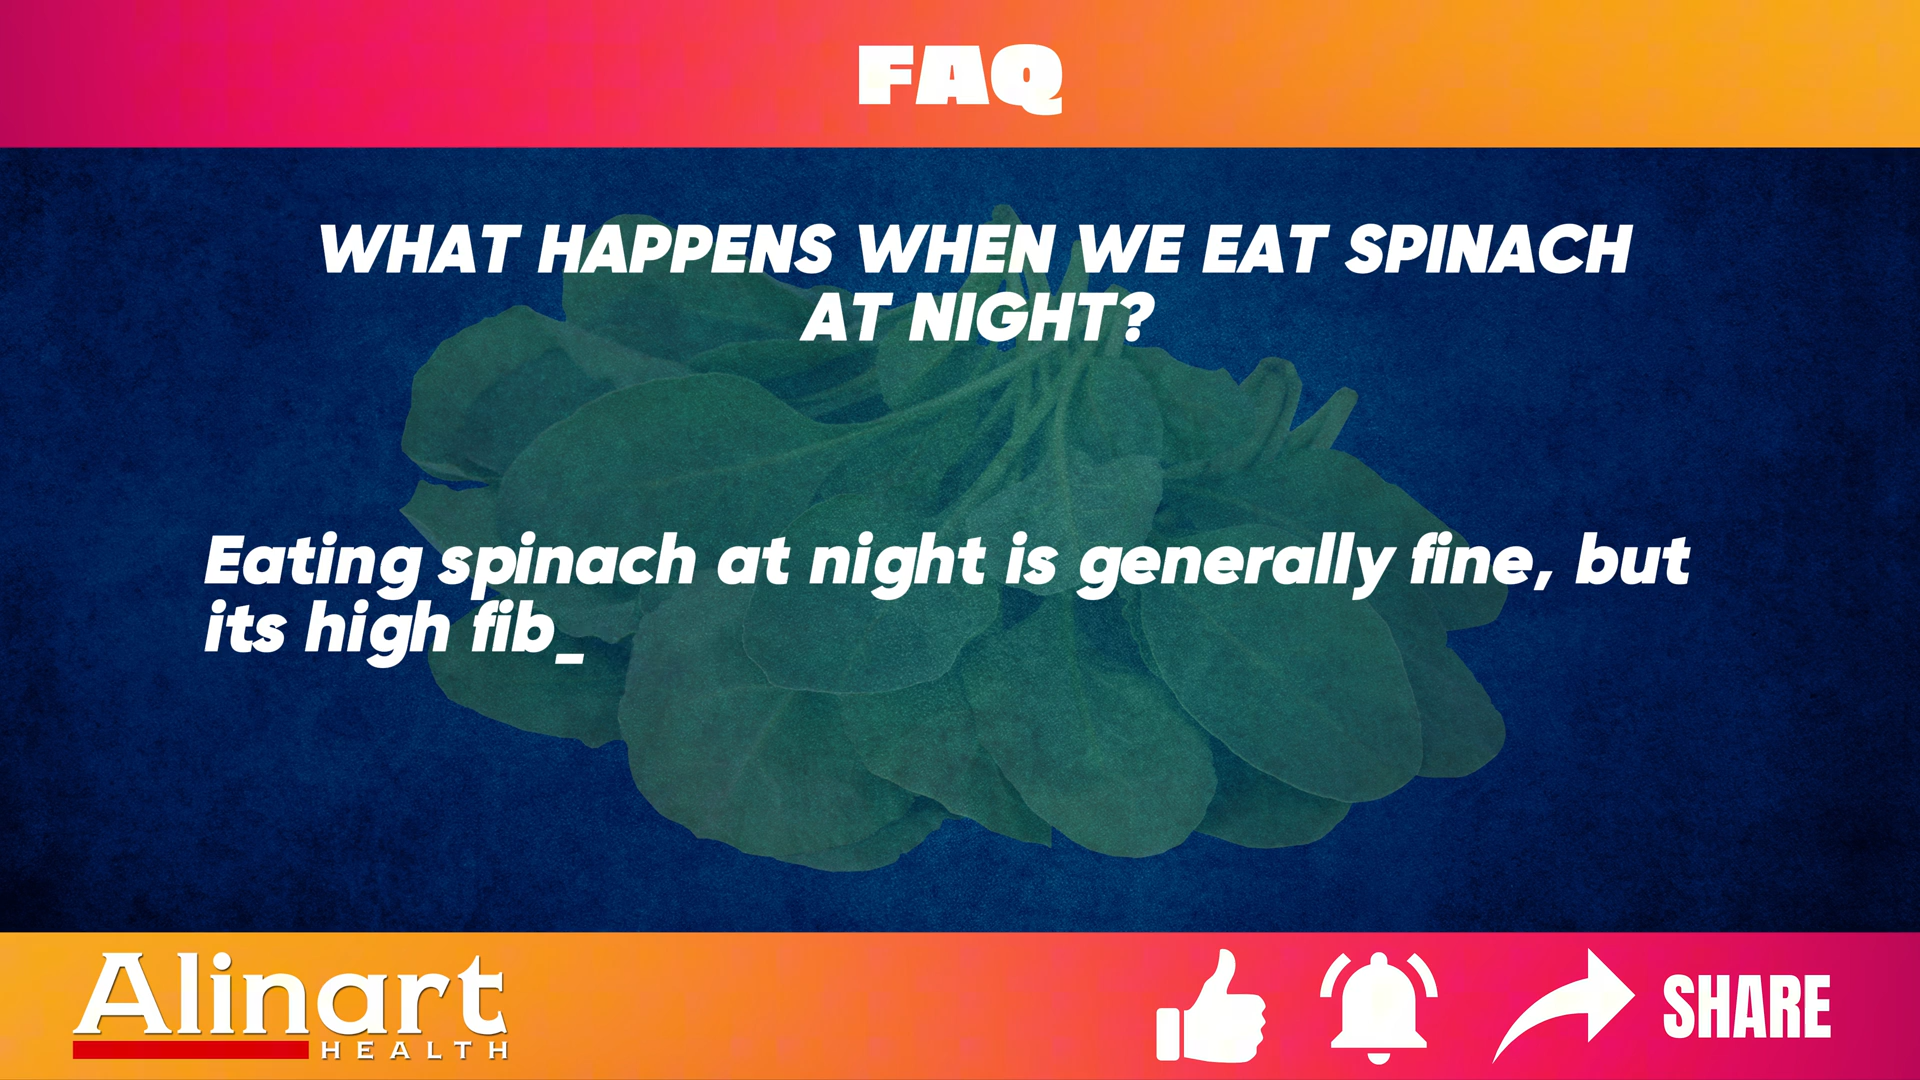 FAQ
WHAT HAPPENS WHEN WE EAT SPINACH
AT NIGHT?
Eating spinach at night is generally fine, but
its high fib_
Alinart
HEALTH
SHARE